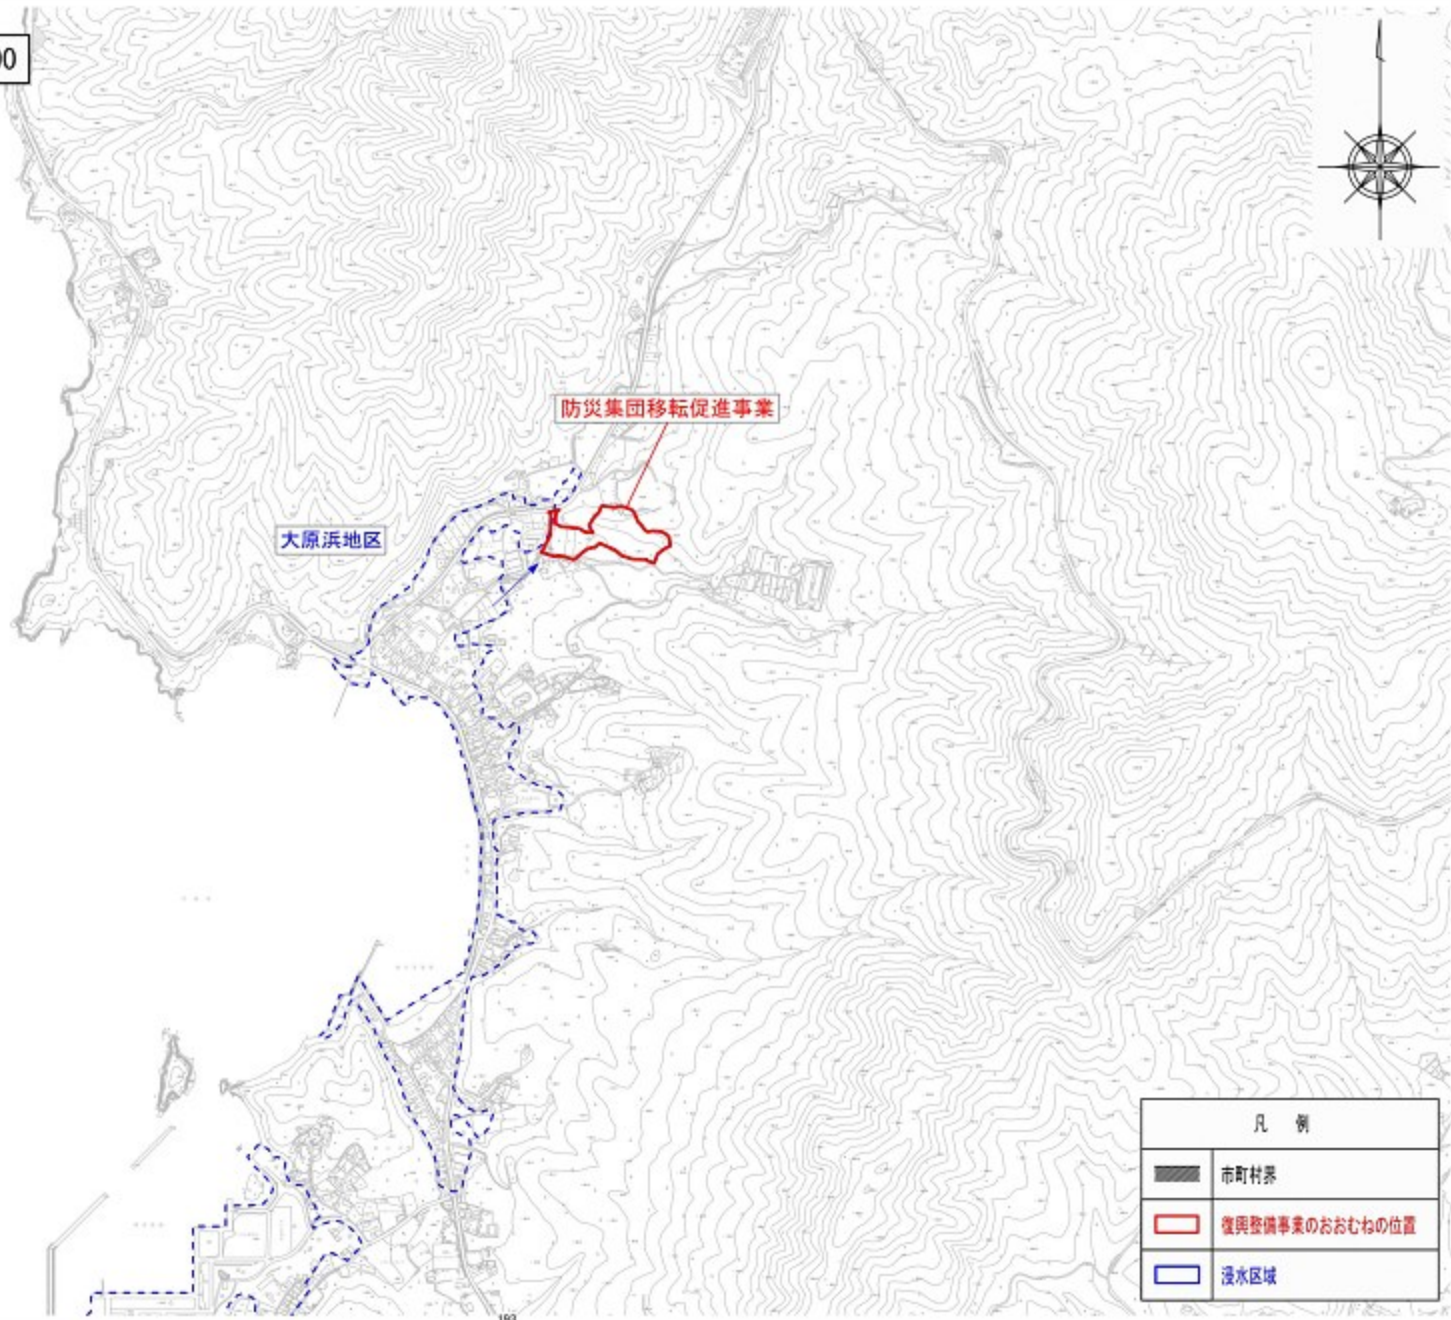 00
防災集団移転促進事業
大原浜地区
凡 例
市町村界
復興整備事業のおおむねの位置
浸水区域
193